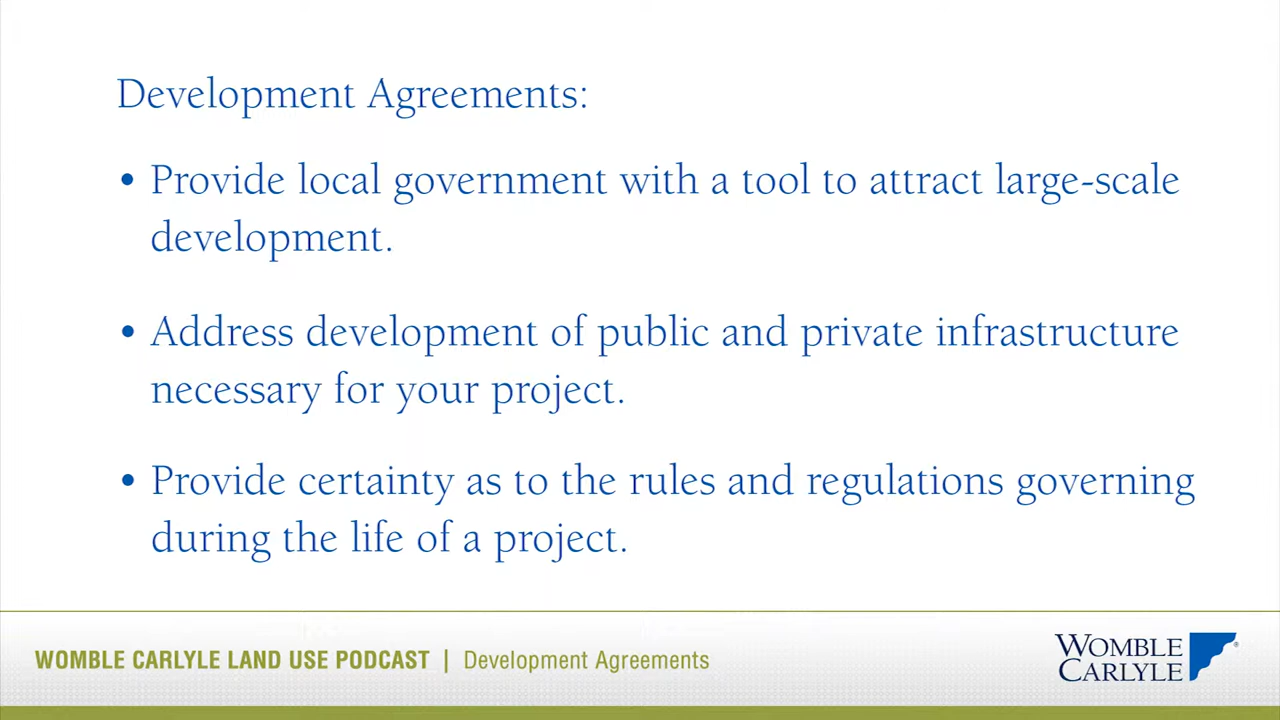 Development Agreements:
• Provide local government with a tool to attract large-scale
development.
• Address development of public and private infrastructure
necessary for your project.
• Provide certainty as to the rules and regulations governing
during the life of a project.
WOMBLE CARLYLE LAND USE PODCAST | Development Agreements
WOMBLE
CARLYLE
®